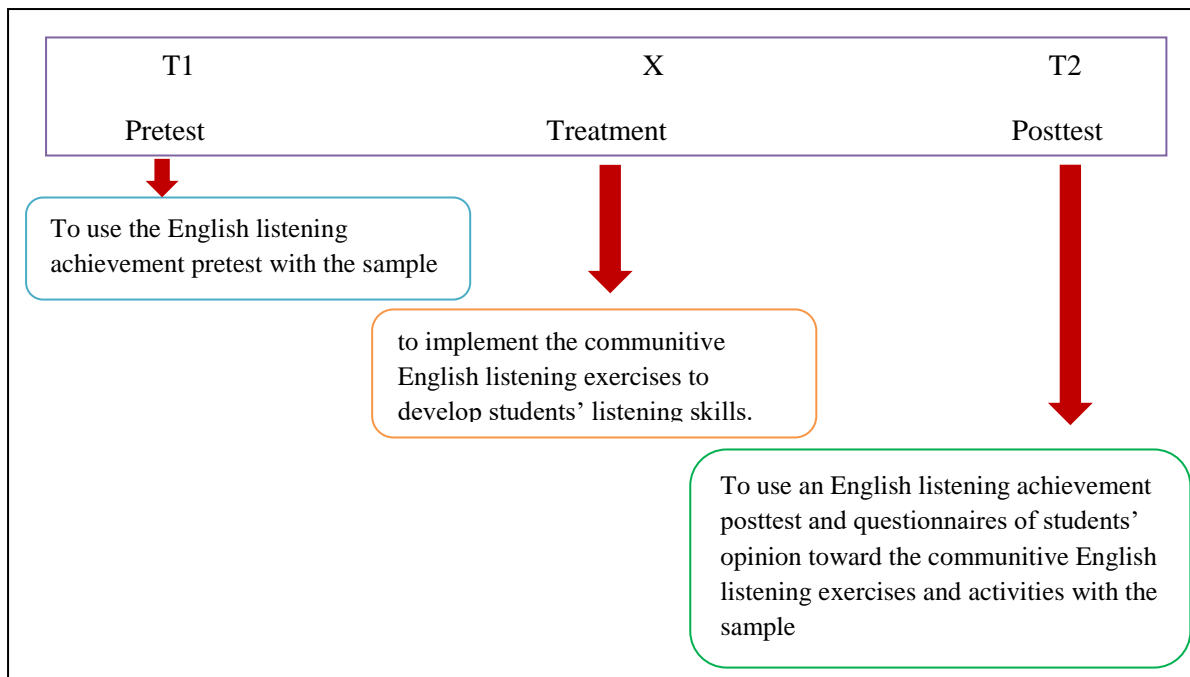 T1 X T2
Pretest Treatment Posttest
To use the English listening
achievement pretest with the sample
to implement the communitive
English listening exercises to
develop students’ listening skills.
To use an English listening achievement
posttest and questionnaires of students’
opinion toward the communitive English
listening exercises and activities with the
sample